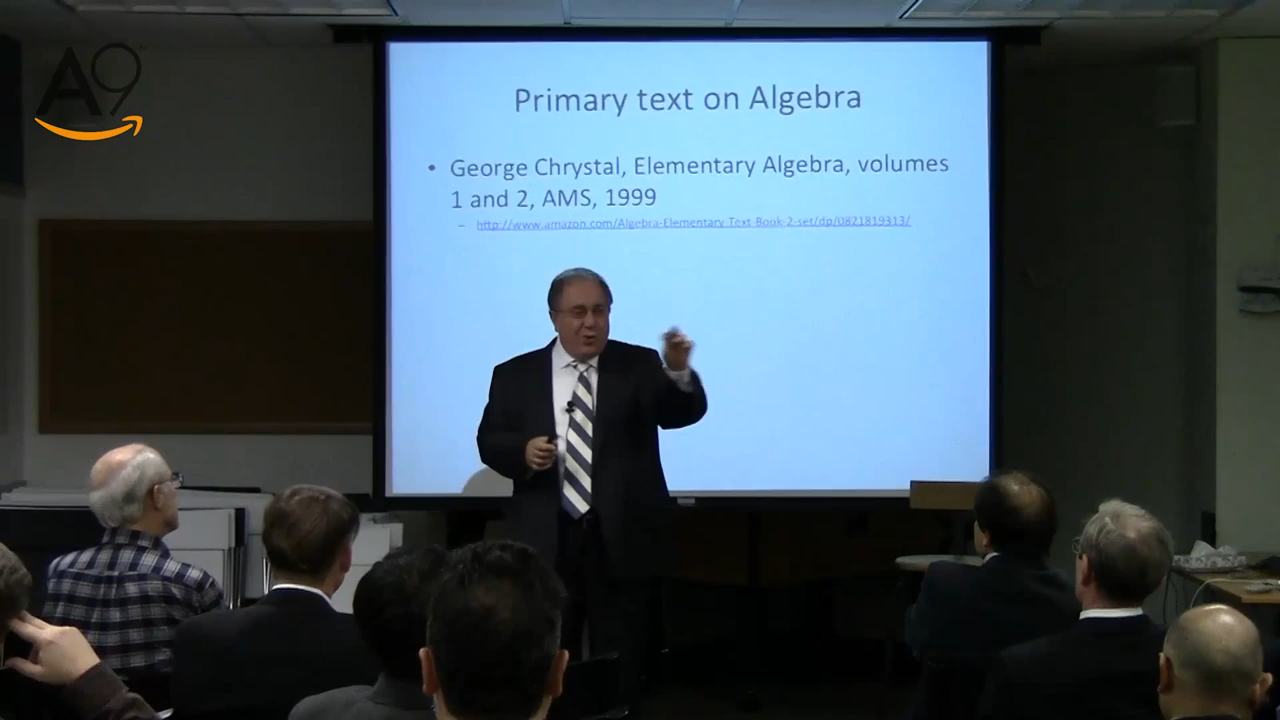 A9
Primary text on Algebra
• George Chrystal, Elementary Algebra, volumes
1 and 2, AMS, 1999
– http://www.amazon.com/Algebra-Elementary-Text-Book-2-set/dp/0821819313/